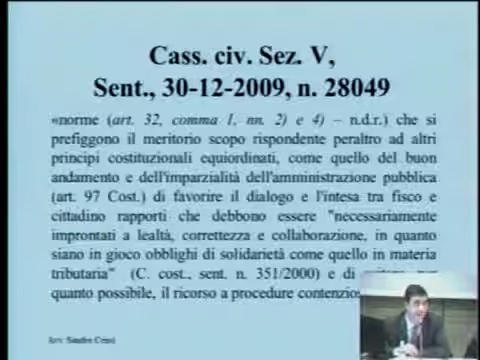 Cass. civ. Sez. V,
Sent., 30-12-2009, n. 28049
«norme (art. 32, comma 1, nn. 2) e 4) – n.d.r.) che si
prefiggono il meritorio scopo rispondente peraltro ad altri
principi costituzionali equiordinati, come quello del buon
andamento e dell'imparzialità dell'amministrazione pubblica
(art. 97 Cost.) di favorire il dialogo e l'intesa tra fisco e
cittadino rapporti che debbono essere "necessariamente
improntati a lealtà, correttezza e collaborazione, in quanto
siano in gioco obblighi di solidarietà come quello in materia
tributaria" (C. cost., sent. n. 351/2000) e di
quanto possibile, il ricorso a procedure
Avv. Sandro